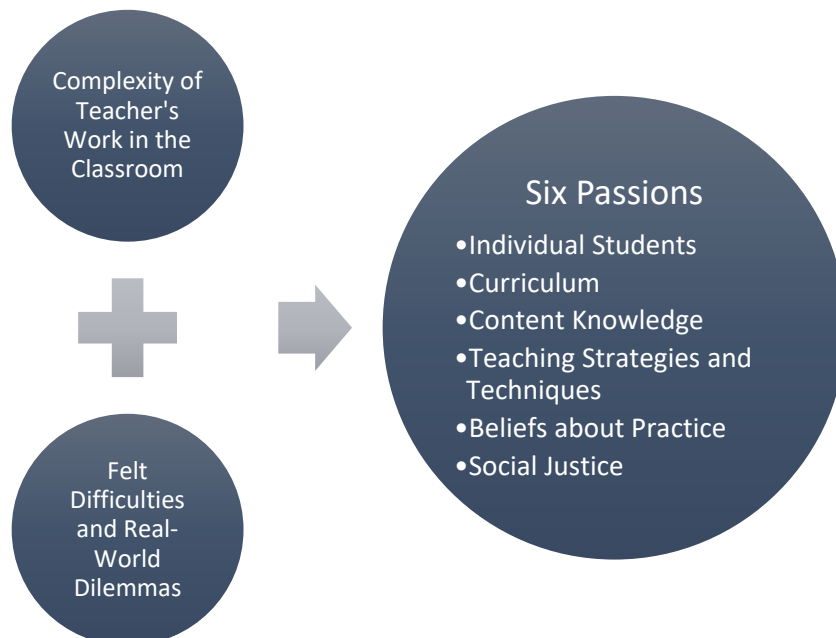 Complexity of
Teacher's
Work in the
Classroom
Felt
Difficulties
and Real-
World
Dilemmas
Six Passions
•Individual Students
•Curriculum
•Content Knowledge
•Teaching Strategies and
Techniques
•Beliefs about Practice
•Social Justice